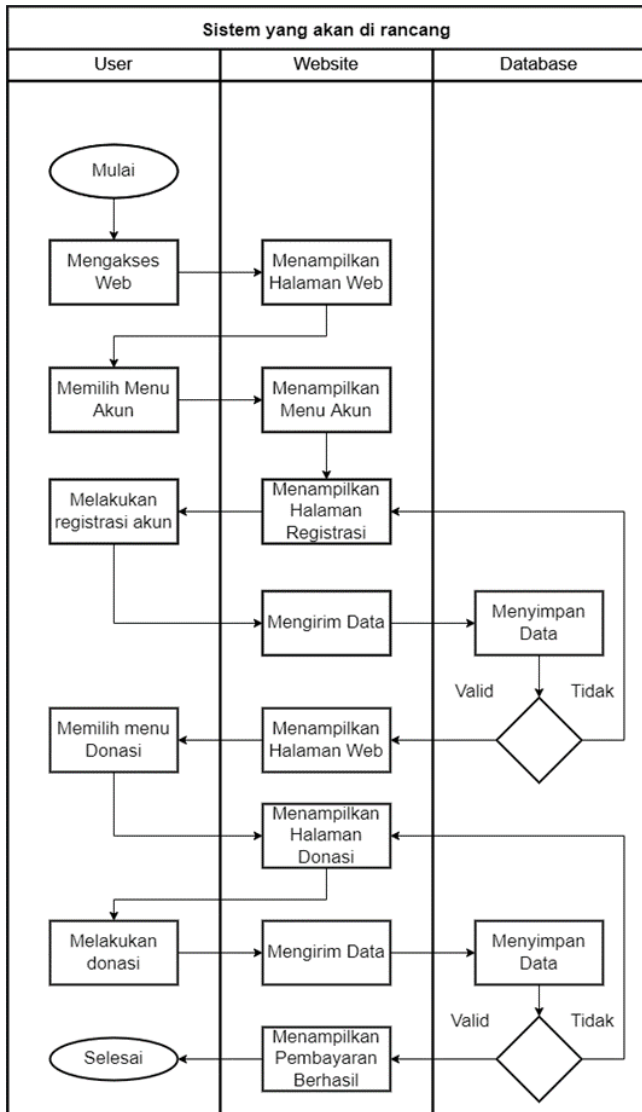 Sistem yang akan di rancang
User
Website
Database
Mulai
Mengakses
Web
Menampilkan
Halaman Web
Memilih Menu
Akun
Menampilkan
Menu Akun
Melakukan
registrasi akun
Menampilkan
Halaman
Registrasi
Mengirim Data
Menyimpan
Data
Valid
Tidak
Memilih menu
Donasi
Menampilkan
Halaman Web
Menampilkan
Halaman
Donasi
Melakukan
donasi
Mengirim Data
Menyimpan
Data
Valid
Tidak
Selesai
Menampilkan
Pembayaran
Berhasil